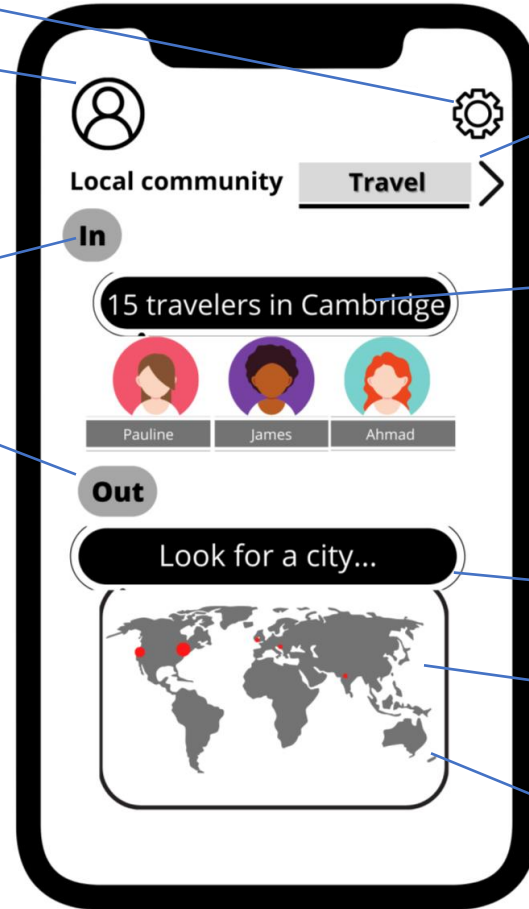 Local community Travel
In
15 travelers in Cambridge
Pauline James Ahmad
Out
Look for a city...